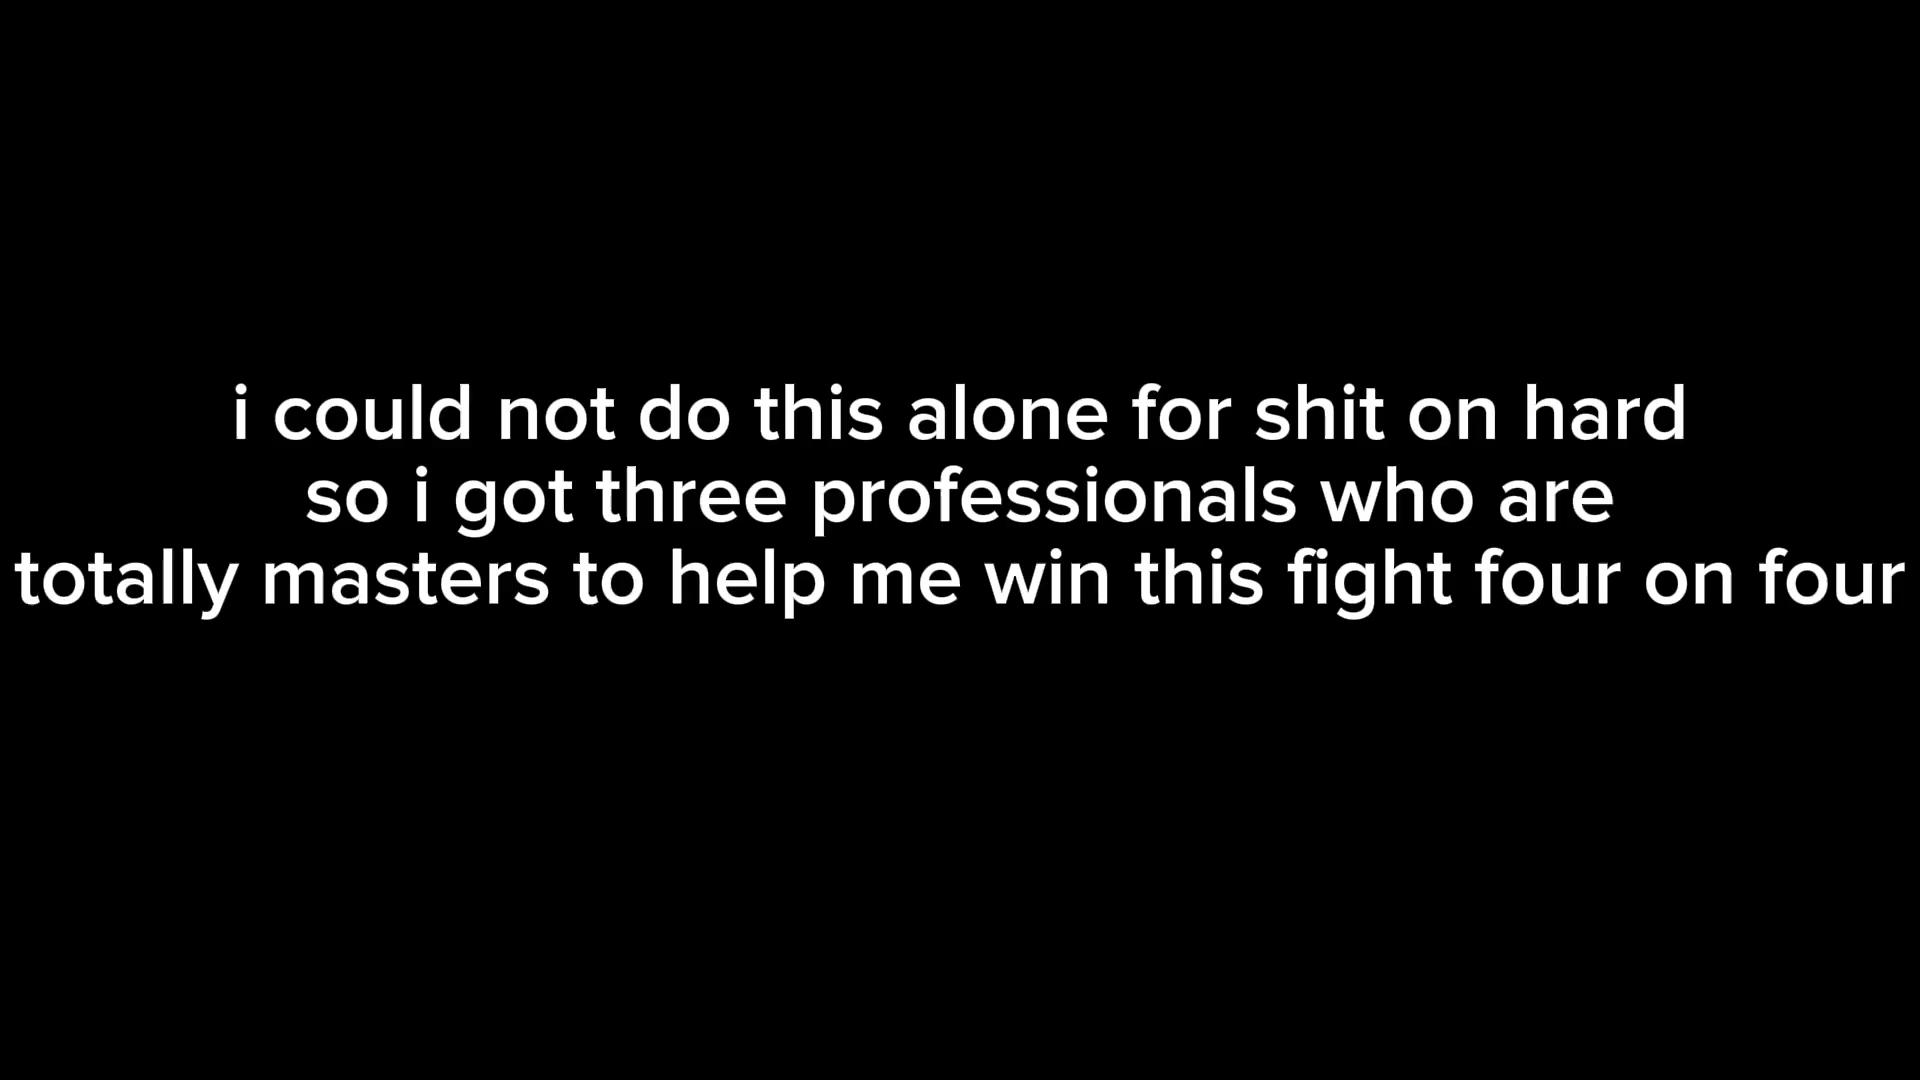 i could not do this alone for shit on hard
so i got three professionals who are
totally masters to help me win this fight four on four